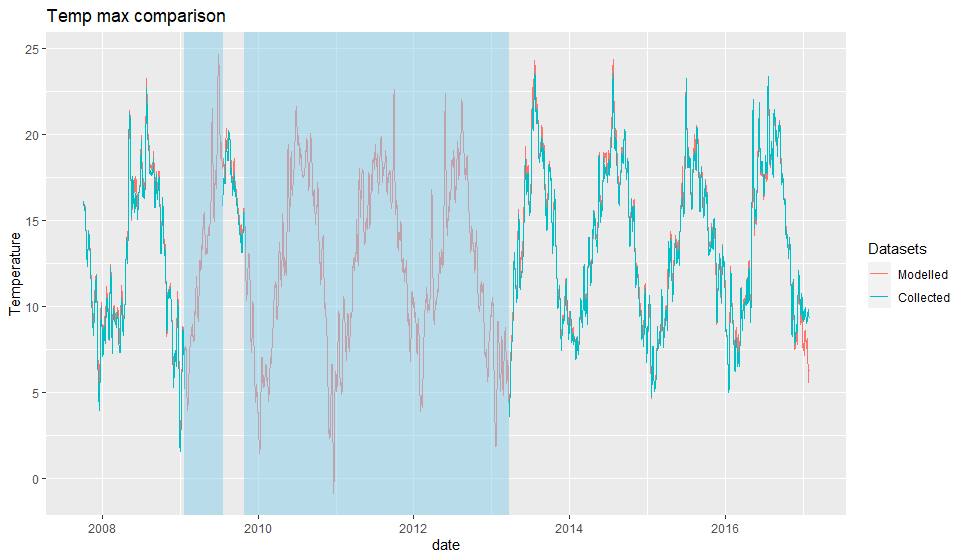 Temp max comparison
25
20
15
10
5
0
Temperature
2008
2010
2012
2014
2016
date
Datasets
Modelled
Collected